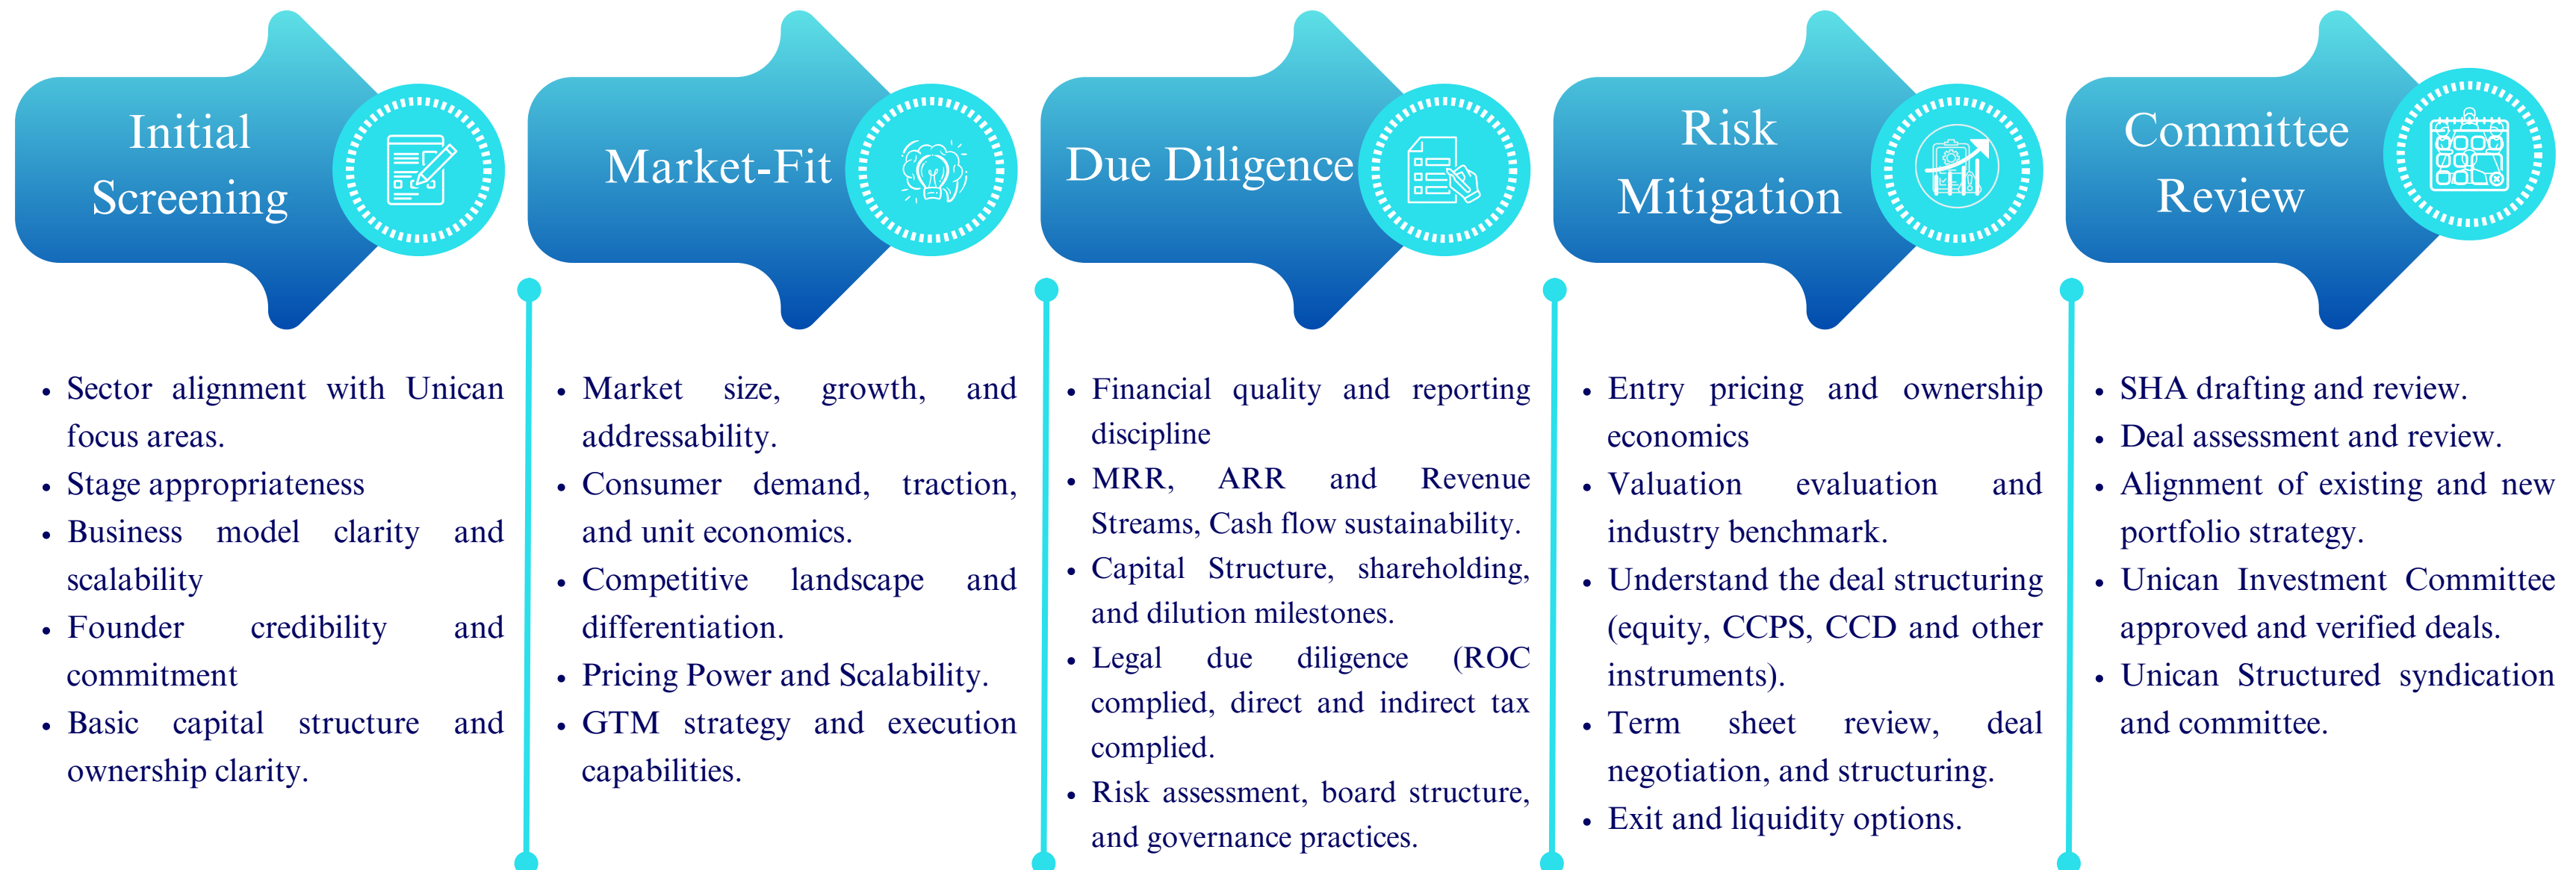 Initial
Screening
Market-Fit
Due Diligence
Risk
Mitigation
Committee
Review
• Sector alignment with Unican
focus areas.
• Stage appropriateness
• Business model clarity and
scalability
• Founder credibility and
commitment
• Basic capital structure and
ownership clarity.
• Market size, growth, and
addressability.
• Consumer demand, traction,
and unit economics.
• Competitive landscape and
differentiation.
• Pricing Power and Scalability.
• GTM strategy and execution
capabilities.
• Financial quality and reporting
discipline
• MRR, ARR and Revenue
Streams, Cash flow sustainability.
• Capital Structure, shareholding,
and dilution milestones.
• Legal due diligence (ROC
complied, direct and indirect tax
complied.
• Risk assessment, board structure,
and governance practices.
• Entry pricing and ownership
economics
• Valuation evaluation and
industry benchmark.
• Understand the deal structuring
(equity, CCPS, CCD and other
instruments).
• Term sheet review, deal
negotiation, and structuring.
• Exit and liquidity options.
• SHA drafting and review.
• Deal assessment and review.
• Alignment of existing and new
portfolio strategy.
• Unican Investment Committee
approved and verified deals.
• Unican Structured syndication
and committee.